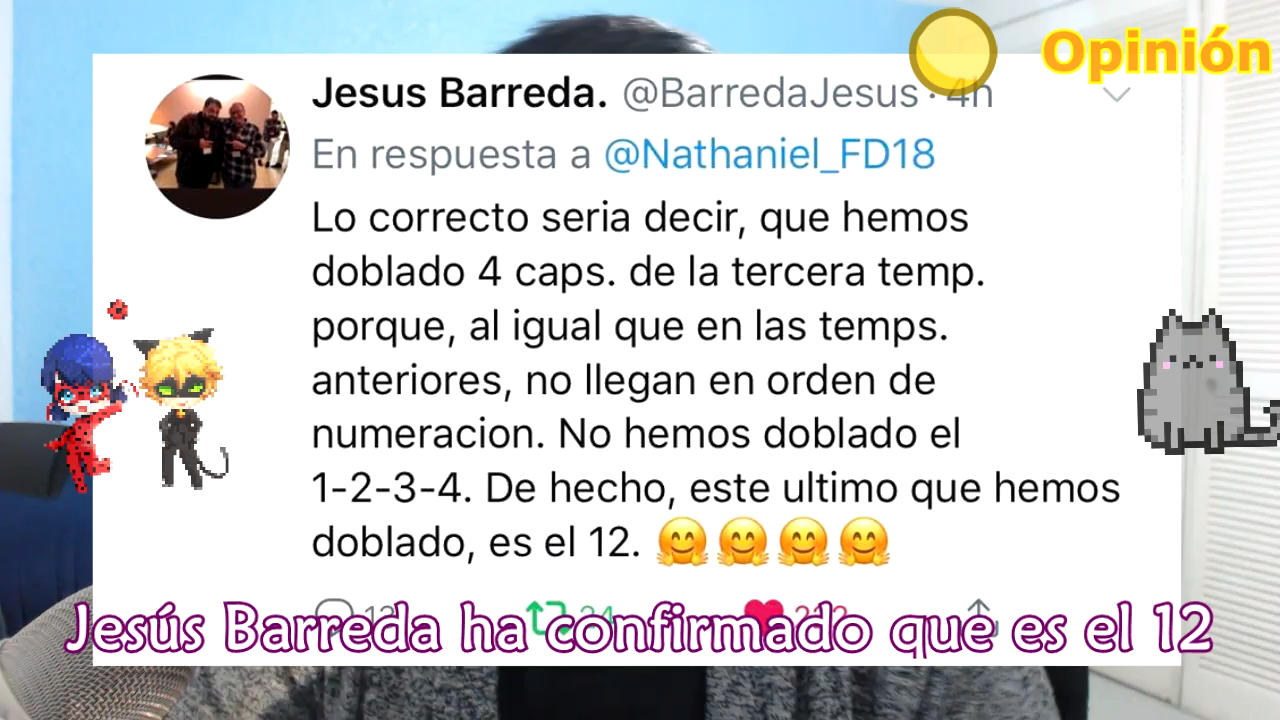 Opinión
Jesus Barreda. @BarredaJesus · 4h
En respuesta a @Nathaniel_FD18
Lo correcto seria decir, que hemos
doblado 4 caps. de la tercera temp.
porque, al igual que en las temps.
anteriores, no llegan en orden de
numeracion. No hemos doblado el
1-2-3-4. De hecho, este ultimo que hemos
doblado, es el 12. 🤗🤗🤗🤗
Jesús Barreda ha confirmado que es el 12